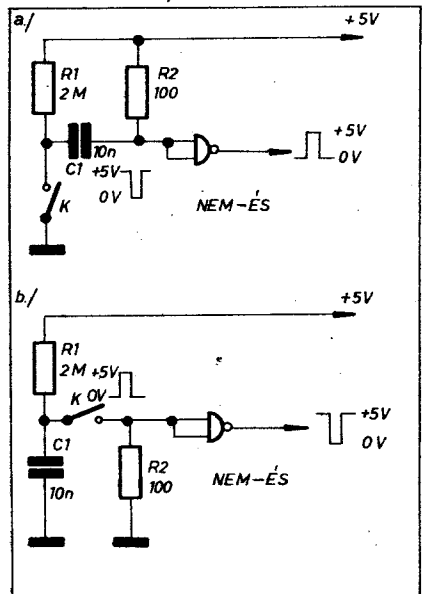 a./
+5V
R1
2M
R2
100
C1
10n
+5V
0V
K
+5V
0V
NEM-ÉS
b./
+5V
R1
2M
+5V
0V
K
C1
10n
R2
100
+5V
0V
NEM-ÉS